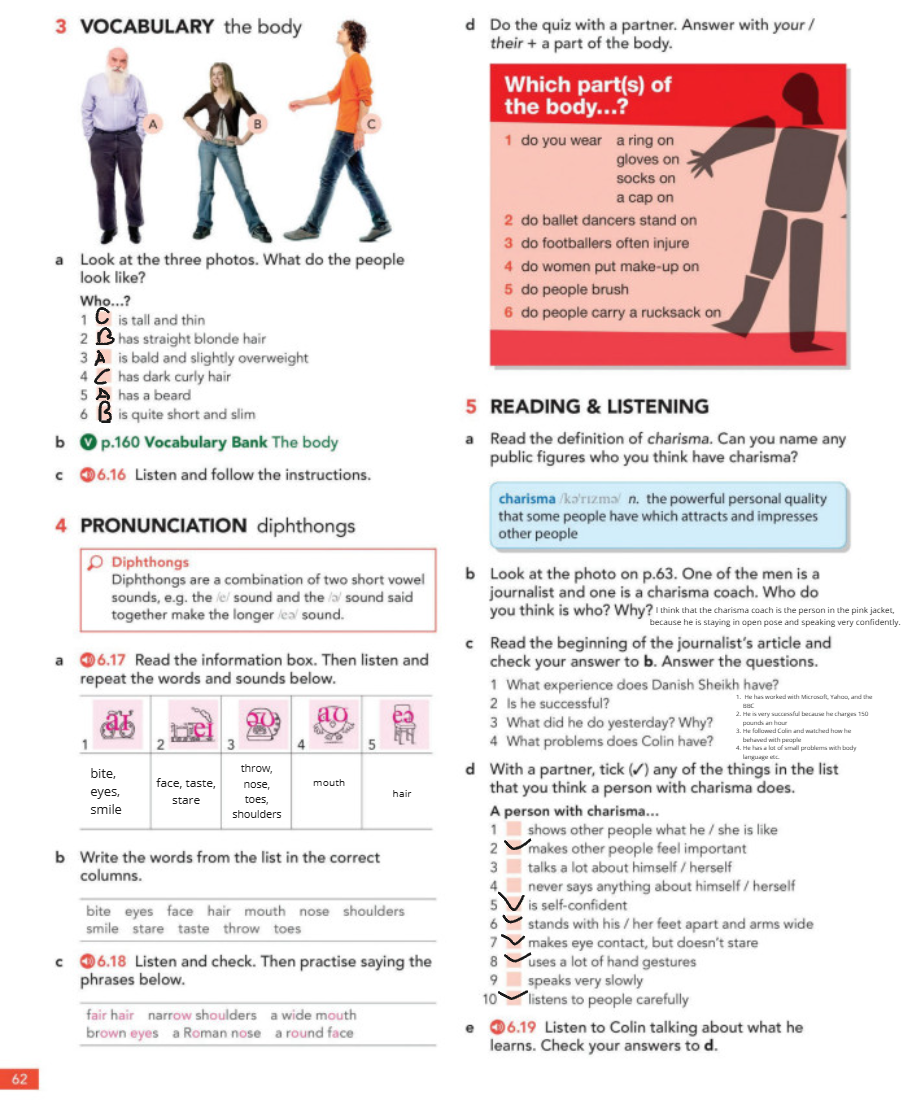 3 VOCABULARY the body
A
B
C
a Look at the three photos. What do the people
look like?
Who...?
1 C is tall and thin
2 B has straight blonde hair
3 A is bald and slightly overweight
4 C has dark curly hair
5 A has a beard
6 B is quite short and slim
b V p.160 Vocabulary Bank The body
c 6.16 Listen and follow the instructions.
4 PRONUNCIATION diphthongs
Diphthongs
Diphthongs are a combination of two short vowel
sounds, e.g. the /e/ sound and the /ə/ sound said
together make the longer /eə/ sound.
a 6.17 Read the information box. Then listen and
repeat the words and sounds below.
aɪ
eɪ
əʊ
aʊ
eə
1 2 3 4 5
bite,
eyes,
smile
face, taste,
stare
throw,
nose,
toes,
shoulders
mouth
hair
b Write the words from the list in the correct
columns.
bite eyes face hair mouth nose shoulders
smile stare taste throw toes
c 6.18 Listen and check. Then practise saying the
phrases below.
fair hair narrow shoulders a wide mouth
brown eyes a Roman nose a round face
62
d Do the quiz with a partner. Answer with your /
their + a part of the body.
Which part(s) of
the body...?
1 do you wear a ring on
gloves on
socks on
a cap on
2 do ballet dancers stand on
3 do footballers often injure
4 do women put make-up on
5 do people brush
6 do people carry a rucksack on
5 READING & LISTENING
a Read the definition of charisma. Can you name any
public figures who you think have charisma?
charisma /kəˈrɪzmə/ n. the powerful personal quality
that some people have which attracts and impresses
other people
b Look at the photo on p.63. One of the men is a
journalist and one is a charisma coach. Who do
you think is who? Why? I think that the charisma coach is the person in the pink jacket,
because he is staying in open pose and speaking very confidently.
c Read the beginning of the journalist's article and
check your answer to b. Answer the questions.
1 What experience does Danish Sheikh have?
2 Is he successful?
3 What did he do yesterday? Why?
4 What problems does Colin have?
1. He has worked with Microsoft, Yahoo, and the
BBC
2. He is very successful because he charges 150
pounds an hour
3. He followed Colin and watched how he
behaved with people
4. He has a lot of small problems with body
language etc.
d With a partner, tick (✓) any of the things in the list
that you think a person with charisma does.
A person with charisma...
1 shows other people what he / she is like
2 ✓ makes other people feel important
3 talks a lot about himself / herself
4 never says anything about himself / herself
5 ✓ is self-confident
6 ✓ stands with his / her feet apart and arms wide
7 ✓ makes eye contact, but doesn't stare
8 ✓ uses a lot of hand gestures
9 speaks very slowly
10 ✓ listens to people carefully
e 6.19 Listen to Colin talking about what he
learns. Check your answers to d.